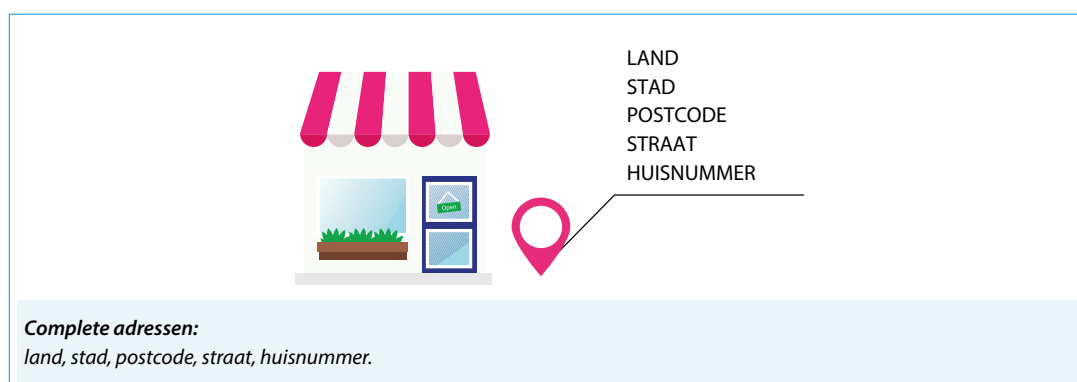 LAND
STAD
POSTCODE
STRAAT
HUISNUMMER
Open
Complete adressen:
land, stad, postcode, straat, huisnummer.